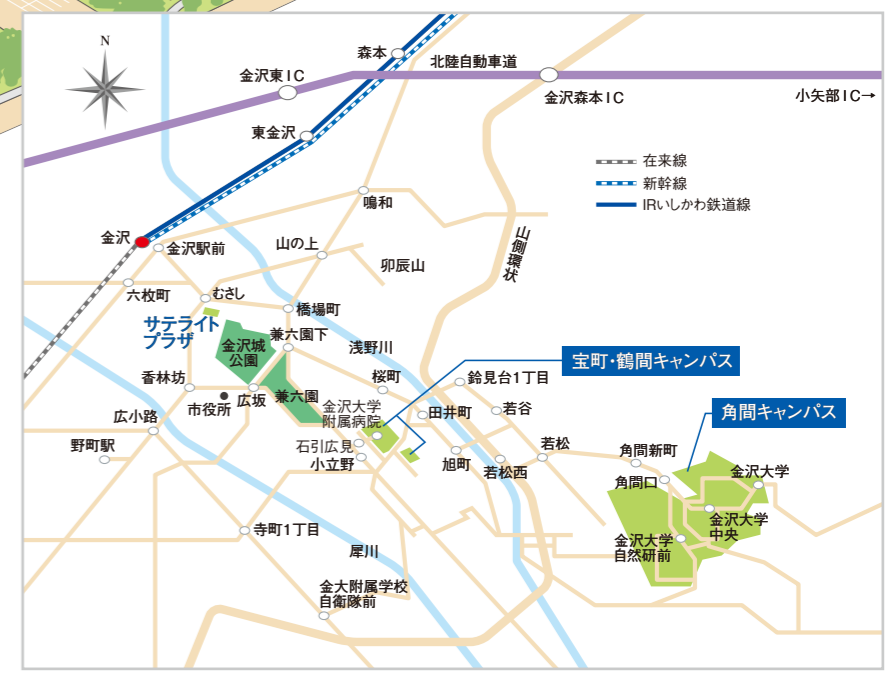 N
森本
北陸自動車道
金沢東IC
金沢森本IC
小矢部IC→
東金沢
在来線
新幹線
IRいしかわ鉄道線
鳴和
金沢
金沢駅前
山の上
山側環状
卯辰山
六枚町
むさし
橋場町
サテライト
プラザ
金沢城
公園
兼六園下
浅野川
宝町・鶴間キャンパス
香林坊
桜町
鈴見台1丁目
市役所
広坂
兼六園
金沢大学
附属病院
田井町
若谷
角間キャンパス
広小路
野町駅
石引広見
小立野
旭町
若松西
若松
角間新町
角間口
金沢大学
金沢大学
中央
金沢大学
自然研前
寺町1丁目
犀川
金大附属学校
自衛隊前